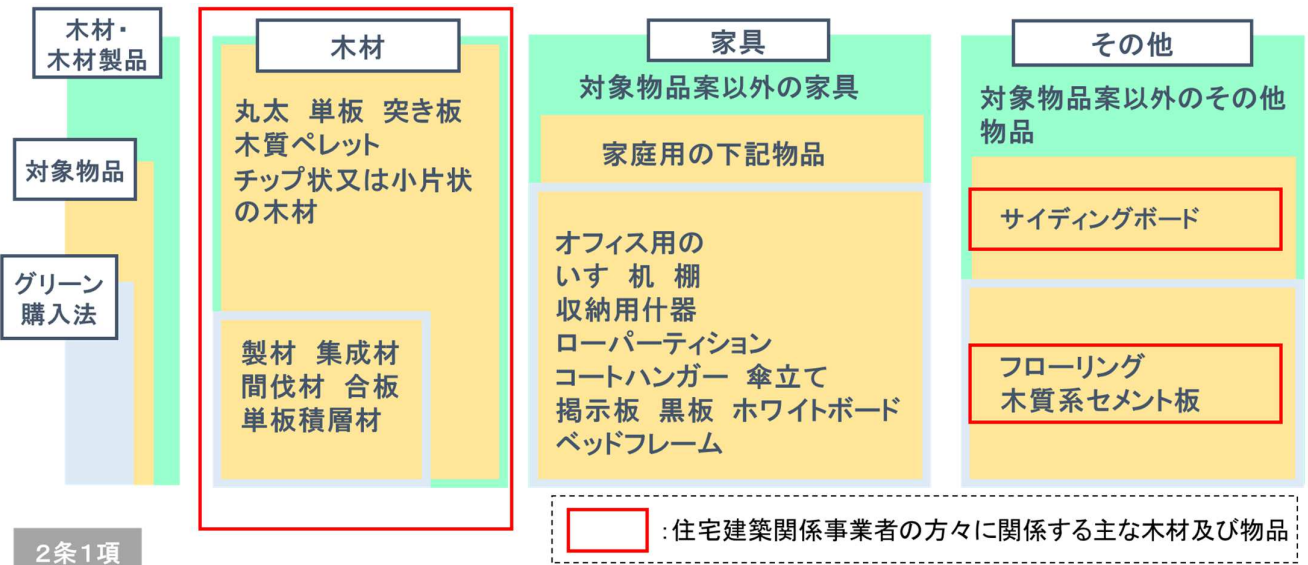 木材・
木材製品
対象物品
グリーン
購入法
木材
丸太 単板 突き板
木質ペレット
チップ状又は小片状
の木材
製材 集成材
間伐材 合板
単板積層材
家具
対象物品案以外の家具
家庭用の下記物品
オフィス用の
いす 机 棚
収納用什器
ローパーティション
コートハンガー 傘立て
掲示板 黒板 ホワイトボード
ベッドフレーム
その他
対象物品案以外のその他
物品
サイディングボード
フローリング
木質系セメント板
:住宅建築関係事業者の方々に関係する主な木材及び物品
2条1項